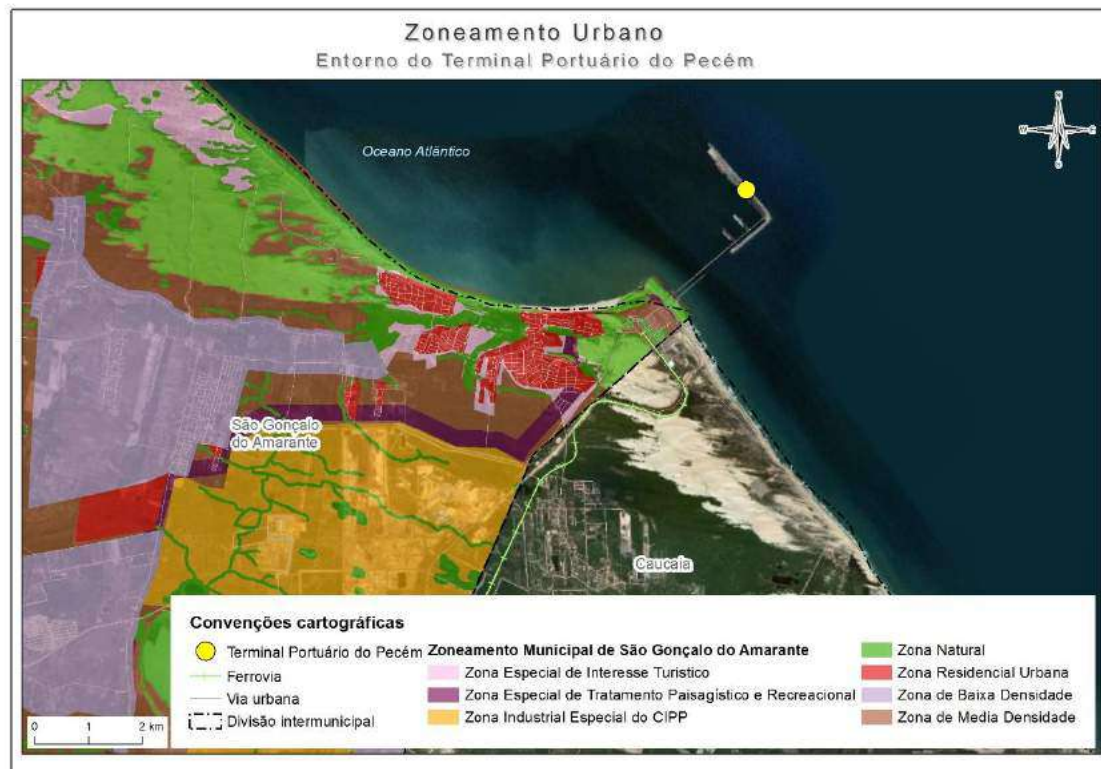 Zoneamento Urbano
Entorno do Terminal Portuário do Pecém
Oceano Atlântico
N
W
E
S
São Gonçalo
do Amarante
Caucaia
Convenções cartográficas
Terminal Portuário do Pecém
Ferrovia
Via urbana
Divisão intermunicipal
0 1 2 km
Zoneamento Municipal de São Gonçalo do Amarante
Zona Especial de Interesse Turistico
Zona Especial de Tratamento Paisagístico e Recreacional
Zona Industrial Especial do CIPP
Zona Natural
Zona Residencial Urbana
Zona de Baixa Densidade
Zona de Media Densidade